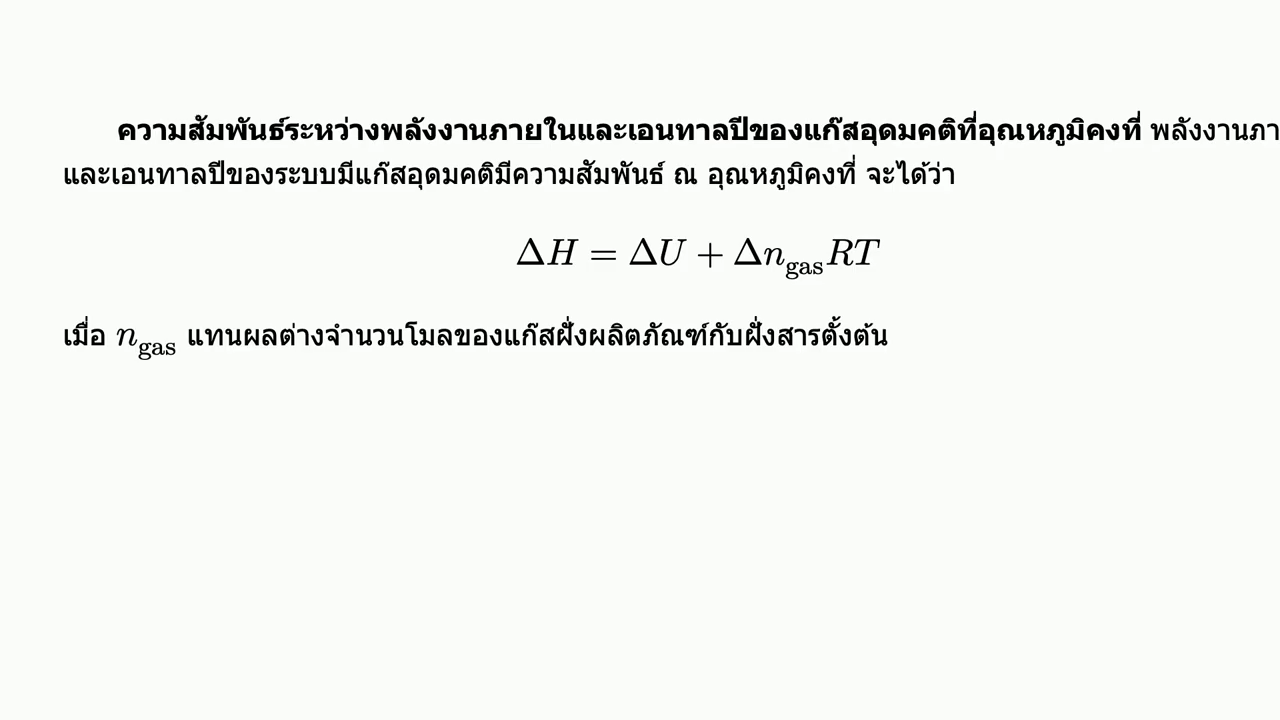 ความสัมพันธ์ระหว่างพลังงานภายในและเอนทาลปีของแก๊สอุดมคติที่อุณหภูมิคงที่ พลังงานภา
และเอนทาลปีของระบบมีแก๊สอุดมคติมีความสัมพันธ์ ณ อุณหภูมิคงที่ จะได้ว่า
ΔH = ΔU + Δn_gas RT
เมื่อ n_gas แทนผลต่างจำนวนโมลของแก๊สฝั่งผลิตภัณฑ์กับฝั่งสารตั้งต้น